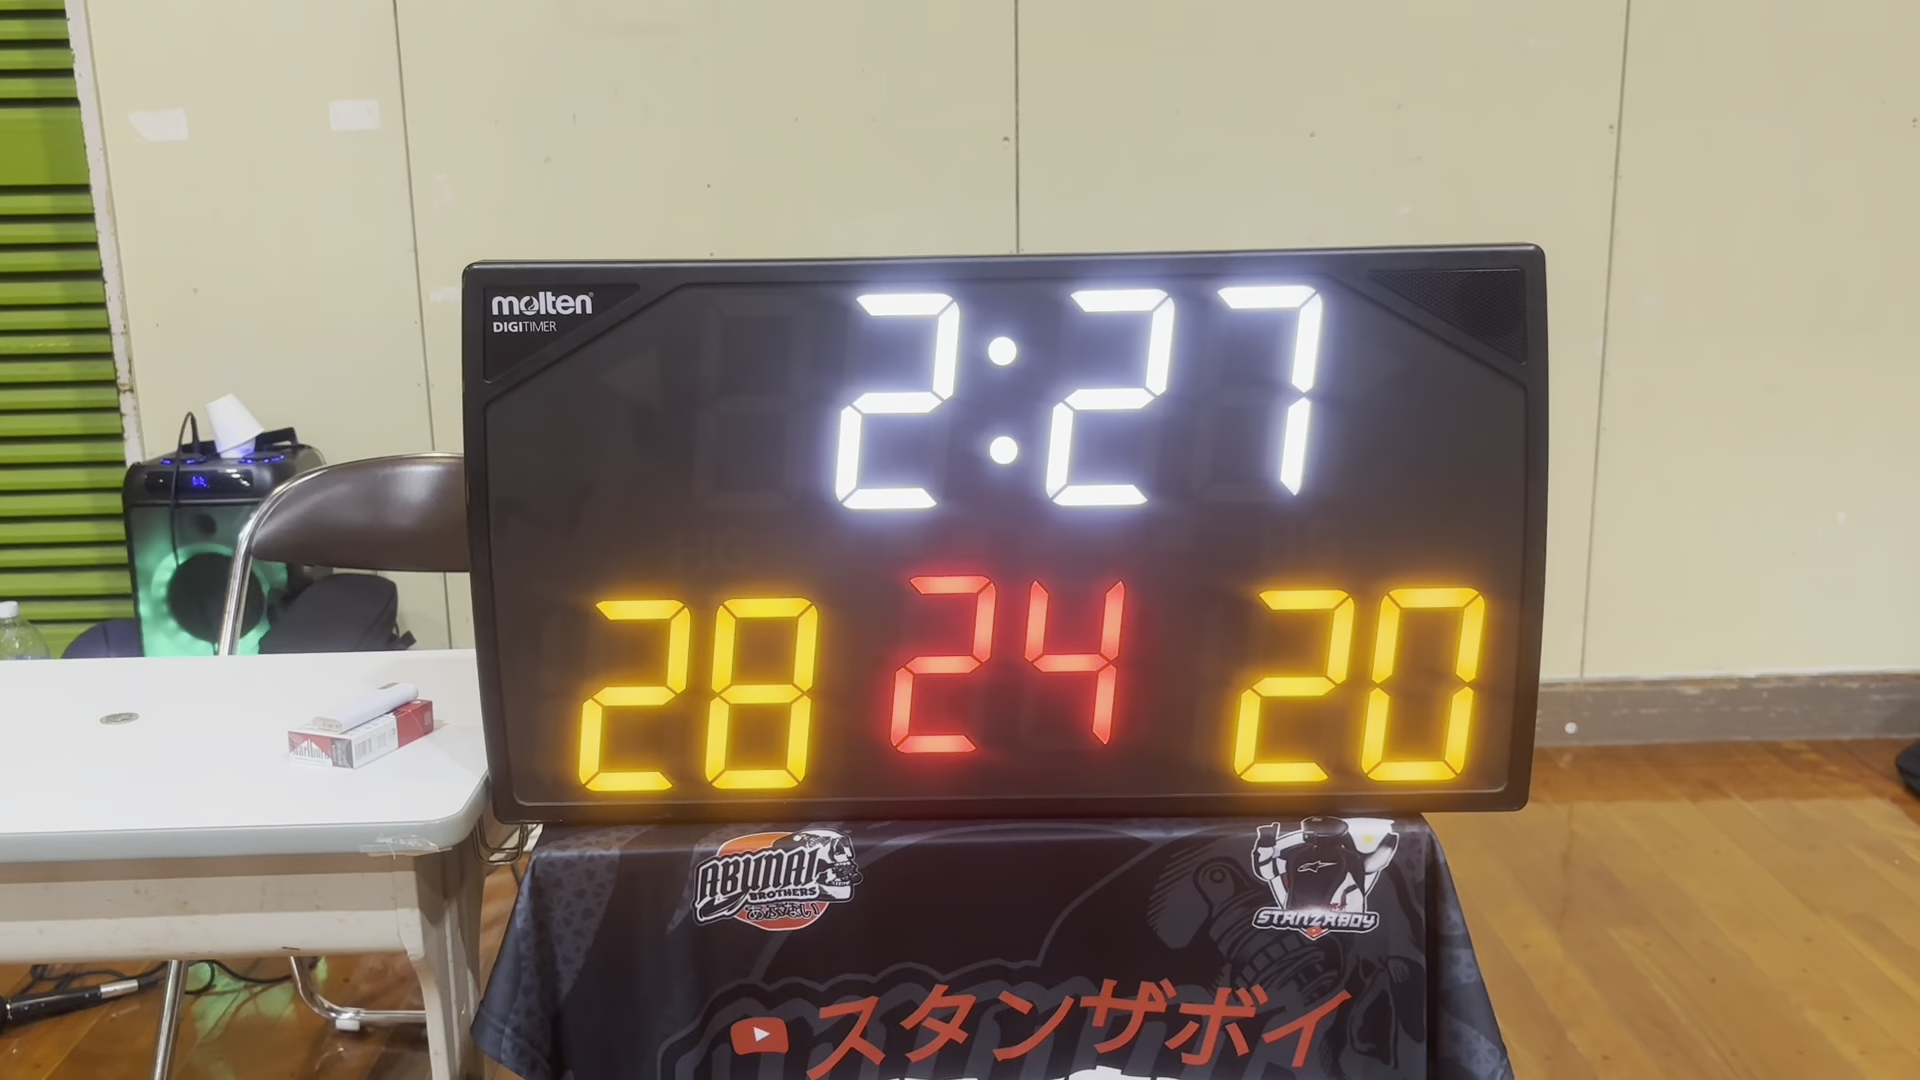 molten
DIGITIMER
2:27
28 24 20
Marlboro
ABUNAI
BROTHERS
あぶない
STANZABOY
スタンザボイ